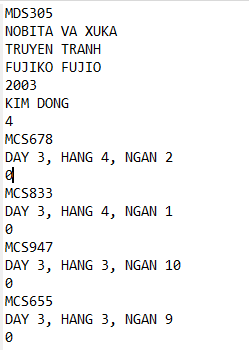 MDS305
NOBITA VA XUKA
TRUYEN TRANH
FUJIKO FUJIO
2003
KIM DONG
4
MCS678
DAY 3, HANG 4, NGAN 2
0
MCS833
DAY 3, HANG 4, NGAN 1
0
MCS947
DAY 3, HANG 3, NGAN 10
0
MCS655
DAY 3, HANG 3, NGAN 9
0